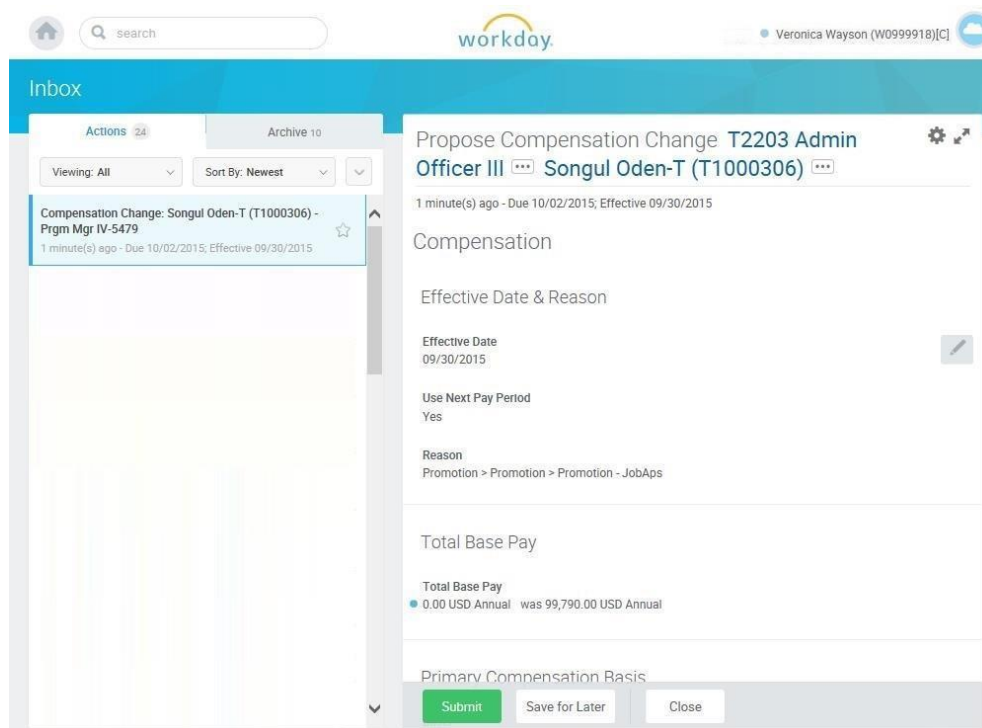 search
workday.
Veronica Wayson (W0999918)[C]
Inbox
Actions 24
Archive 10
Viewing: All
Sort By: Newest
Compensation Change: Songul Oden-T (T1000306) -
Prgm Mgr IV-5479
1 minute(s) ago - Due 10/02/2015; Effective 09/30/2015
Propose Compensation Change T2203 Admin
Officer III Songul Oden-T (T1000306)
1 minute(s) ago - Due 10/02/2015; Effective 09/30/2015
Compensation
Effective Date & Reason
Effective Date
09/30/2015
Use Next Pay Period
Yes
Reason
Promotion > Promotion > Promotion - JobAps
Total Base Pay
Total Base Pay
0.00 USD Annual was 99,790.00 USD Annual
Primary Compensation Basis
Submit
Save for Later
Close